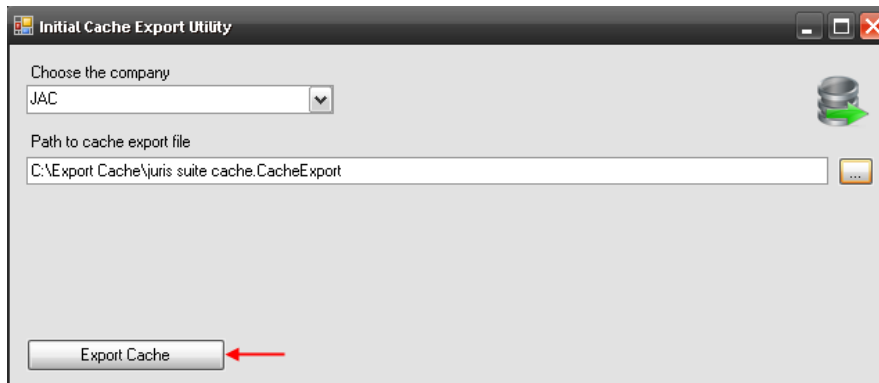 Initial Cache Export Utility
Choose the company
JAC
Path to cache export file
C:\Export Cache\juris suite cache.CacheExport
...
Export Cache